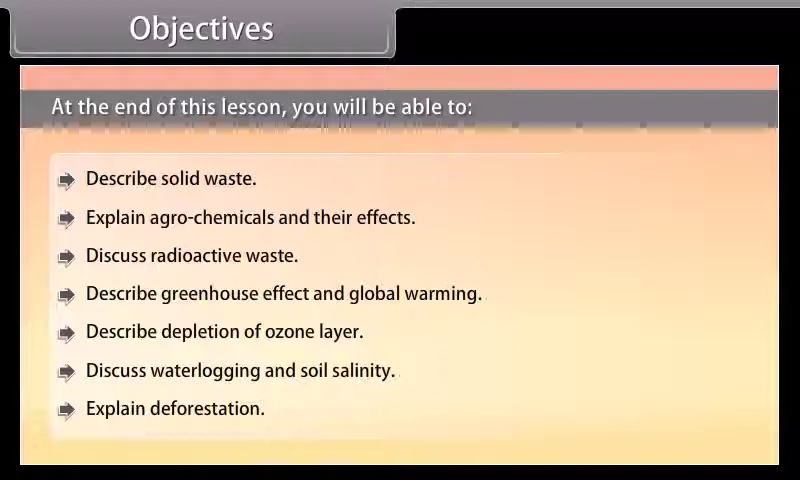 Objectives
At the end of this lesson, you will be able to:
Describe solid waste.
Explain agro-chemicals and their effects.
Discuss radioactive waste.
Describe greenhouse effect and global warming.
Describe depletion of ozone layer.
Discuss waterlogging and soil salinity.
Explain deforestation.